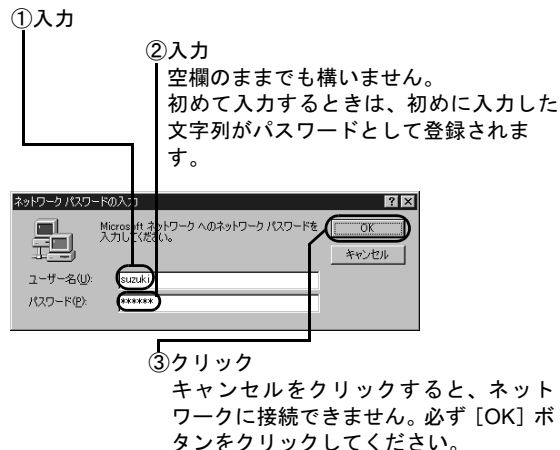 ①入力
②入力
空欄のままでも構いません。
初めて入力するときは、初めに入力した
文字列がパスワードとして登録されま
す。
ネットワーク パスワードの入力
Microsoft ネットワーク へのネットワーク パスワードを
入力してください。
OK
キャンセル
ユーザー名(U):
suzuki
パスワード(P):
******
③クリック
キャンセルをクリックすると、ネット
ワークに接続できません。必ず［OK］ボ
タンをクリックしてください。